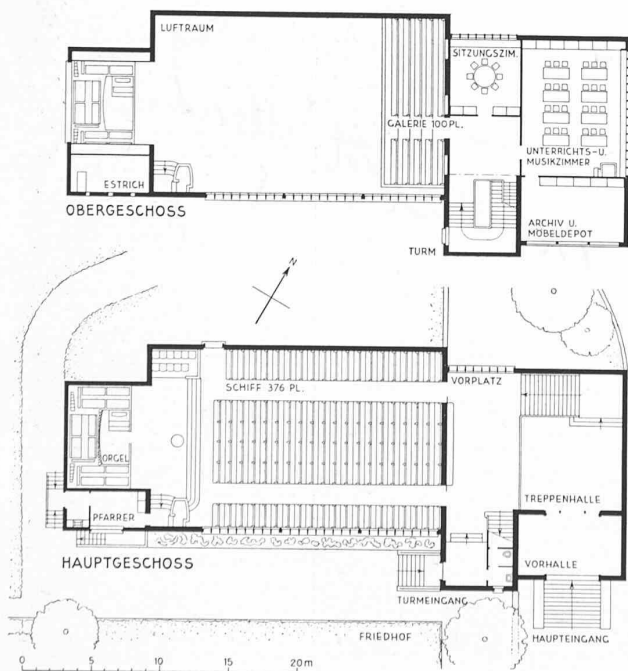 LUFTRAUM
SITZUNGSZIM.
GALERIE 100 PL.
UNTERRICHTS- U.
MUSIKZIMMER
ESTRICH
OBERGESCHOSS
ARCHIV U.
MÖBELDEPOT
TURM
N
SCHIFF 376 PL.
VORPLATZ
ORGEL
TREPPENHALLE
PFARRER
HAUPTGESCHOSS
VORHALLE
TURMEINGANG
FRIEDHOF
HAUPTEINGANG
0 5 10 15 20 m